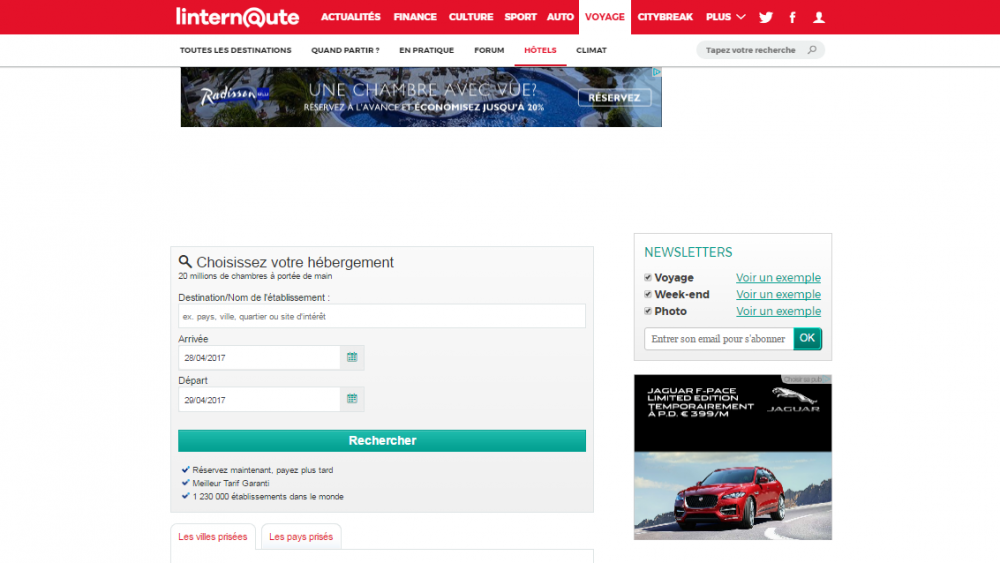 lintern@ute ACTUALITÉS FINANCE CULTURE SPORT AUTO VOYAGE CITYBREAK PLUS
TOUTES LES DESTINATIONS QUAND PARTIR ? EN PRATIQUE FORUM HÔTELS CLIMAT Tapez votre recherche
Radisson BLU UNE CHAMBRE AVEC VUE?
RÉSERVEZ À L'AVANCE ET ÉCONOMISEZ JUSQU'À 20% RÉSERVEZ
Choisissez votre hébergement
20 millions de chambres à portée de main
Destination/Nom de l'établissement :
ex. pays, ville, quartier ou site d'intérêt
Arrivée
28/04/2017
Départ
29/04/2017
Rechercher
Réservez maintenant, payez plus tard
Meilleur Tarif Garanti
1 230 000 établissements dans le monde
Les villes prisées Les pays prisés
NEWSLETTERS
Voyage Voir un exemple
Week-end Voir un exemple
Photo Voir un exemple
Entrer son email pour s'abonner OK
JAGUAR F-PACE
LIMITED EDITION
TEMPORAIREMENT
À P.D. € 399/M
JAGUAR